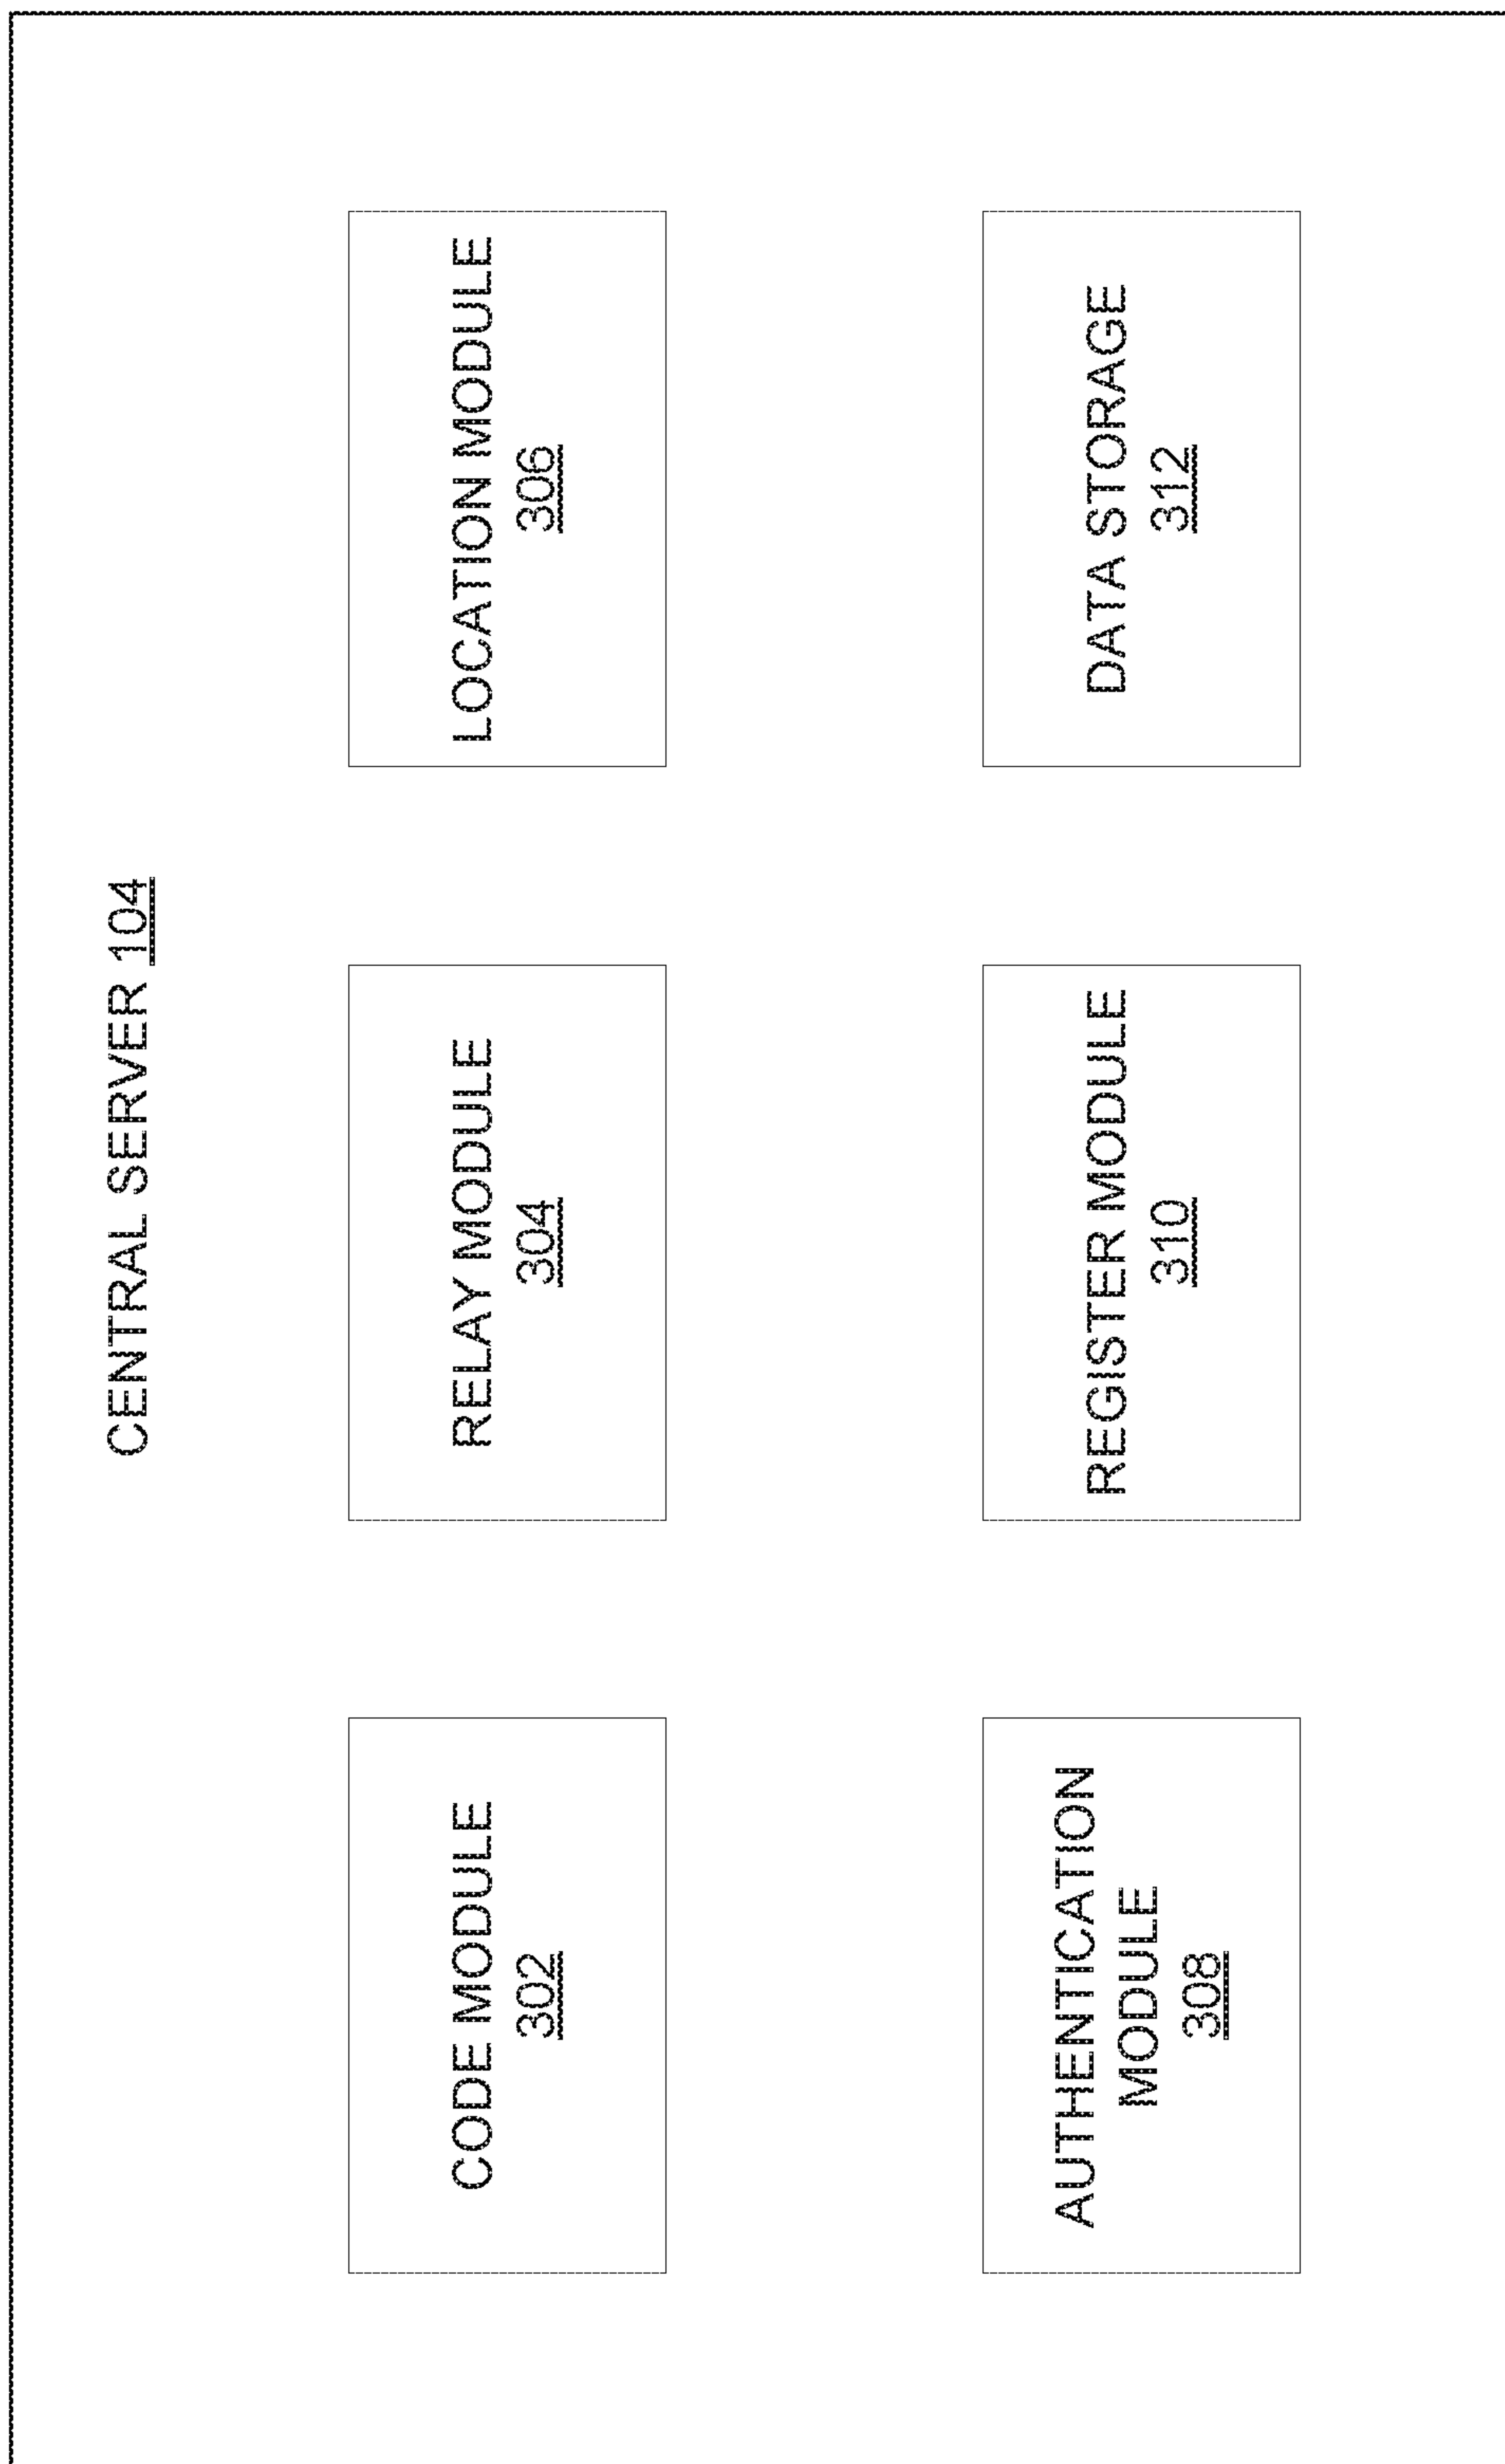 CENTRAL SERVER 104
CODE MODULE
302
RELAY MODULE
304
LOCATION MODULE
306
AUTHENTICATION
MODULE
308
REGISTER MODULE
310
DATA STORAGE
312